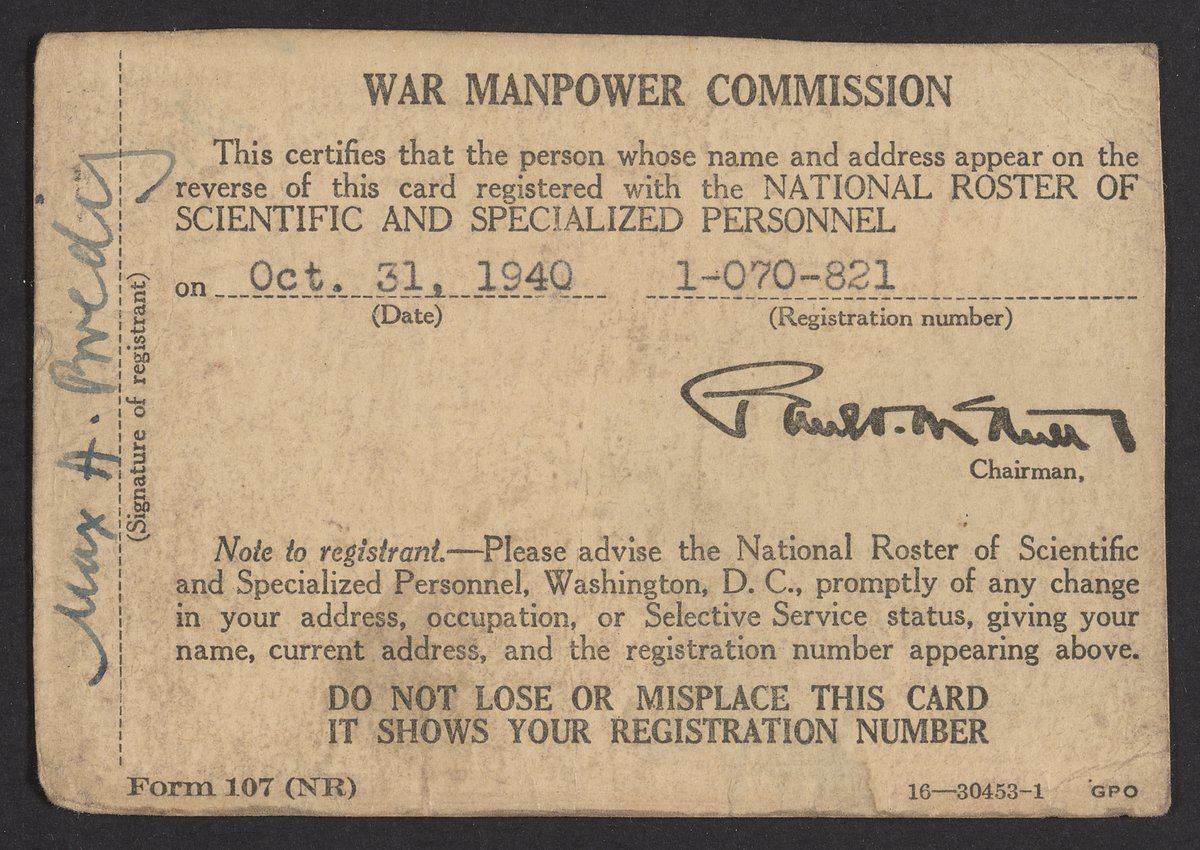 WAR MANPOWER COMMISSION
This certifies that the person whose name and address appear on the
reverse of this card registered with the NATIONAL ROSTER OF
SCIENTIFIC AND SPECIALIZED PERSONNEL
on Oct. 31, 1940 1-070-821
(Date) (Registration number)
Paul V. McNutt
Chairman,
Note to registrant.—Please advise the National Roster of Scientific
and Specialized Personnel, Washington, D. C., promptly of any change
in your address, occupation, or Selective Service status, giving your
name, current address, and the registration number appearing above.
DO NOT LOSE OR MISPLACE THIS CARD
IT SHOWS YOUR REGISTRATION NUMBER
Form 107 (NR) 16—30453-1 GPO
Max A. Bredig
(Signature of registrant)